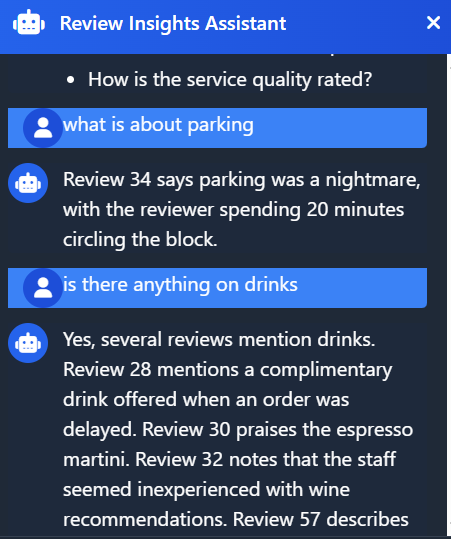 Review Insights Assistant
• How is the service quality rated?
what is about parking
Review 34 says parking was a nightmare,
with the reviewer spending 20 minutes
circling the block.
is there anything on drinks
Yes, several reviews mention drinks.
Review 28 mentions a complimentary
drink offered when an order was
delayed. Review 30 praises the espresso
martini. Review 32 notes that the staff
seemed inexperienced with wine
recommendations. Review 57 describes